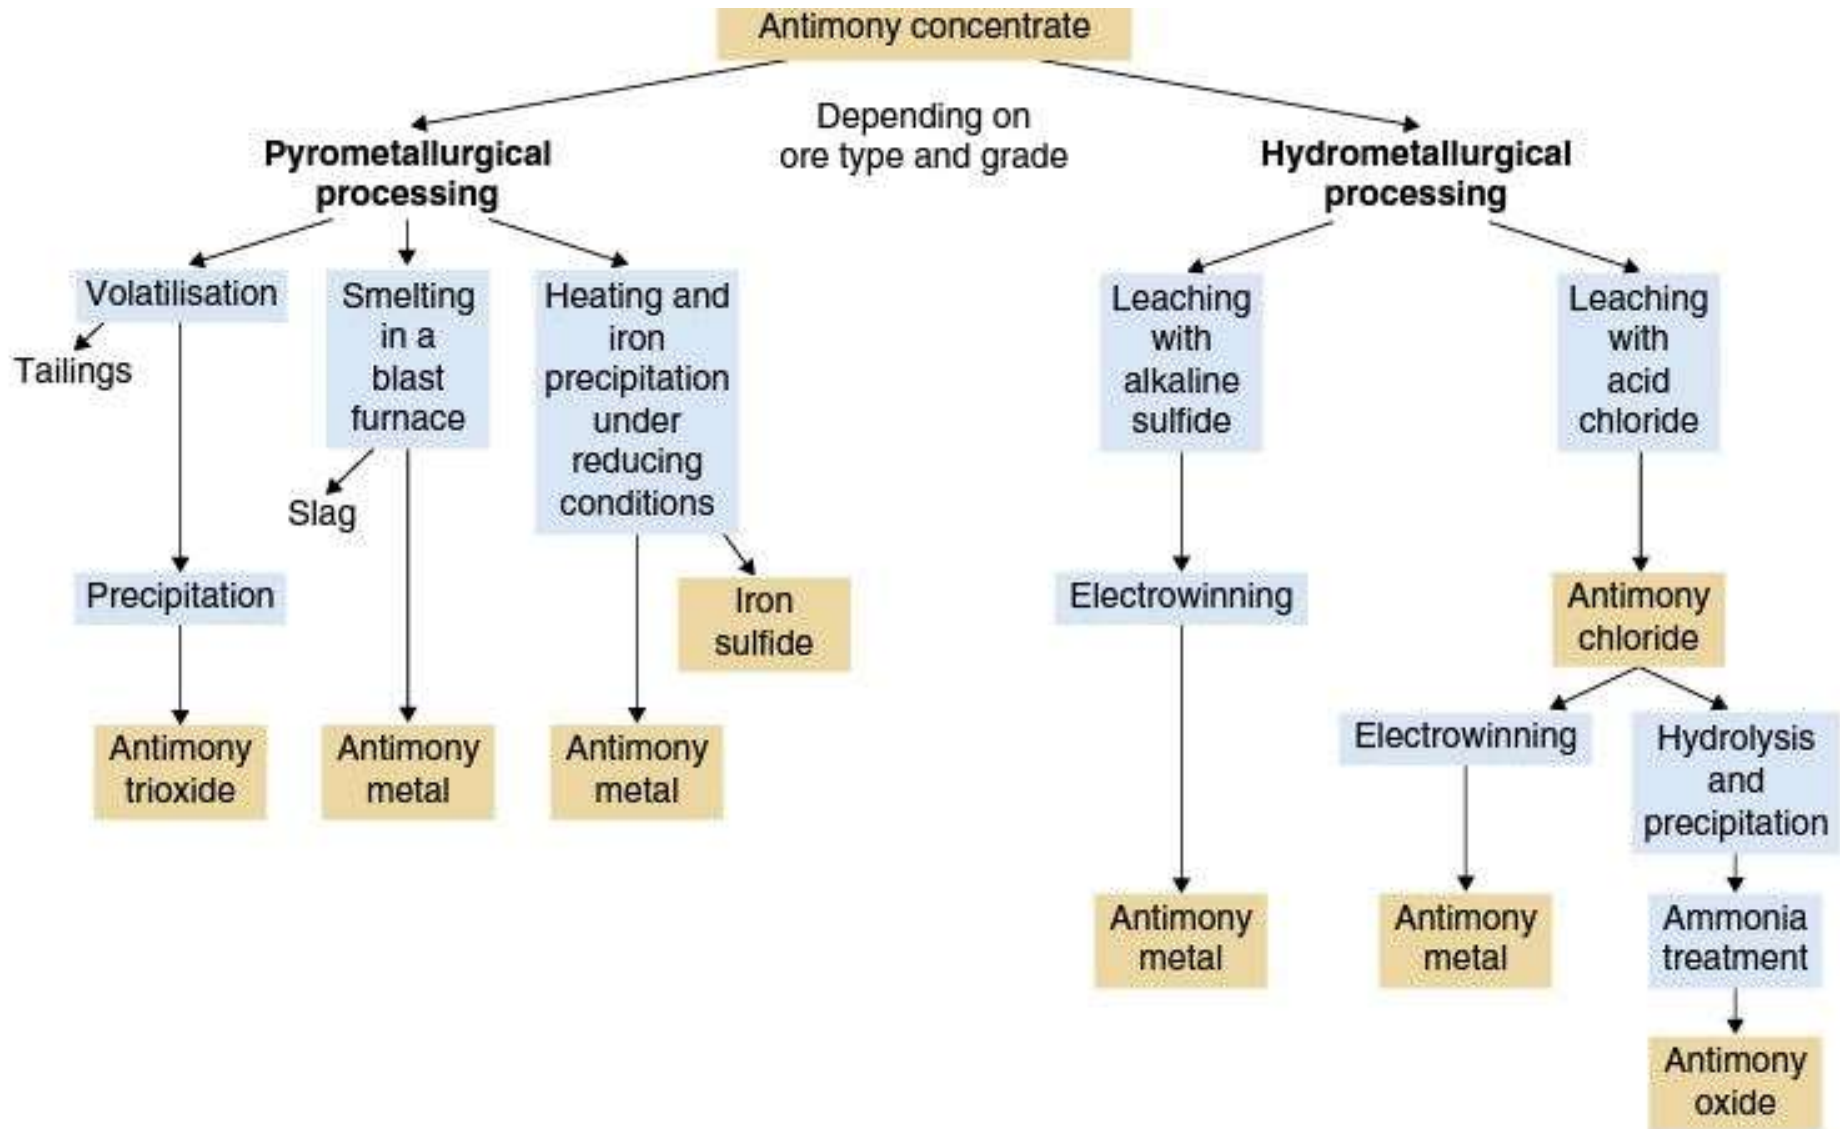 Antimony concentrate
Depending on
ore type and grade
Pyrometallurgical
processing
Hydrometallurgical
processing
Volatilisation
Tailings
Smelting
in a
blast
furnace
Slag
Heating and
iron
precipitation
under
reducing
conditions
Leaching
with
alkaline
sulfide
Leaching
with
acid
chloride
Precipitation
Iron
sulfide
Electrowinning
Antimony
chloride
Antimony
trioxide
Antimony
metal
Antimony
metal
Electrowinning
Hydrolysis
and
precipitation
Antimony
metal
Antimony
metal
Ammonia
treatment
Antimony
oxide